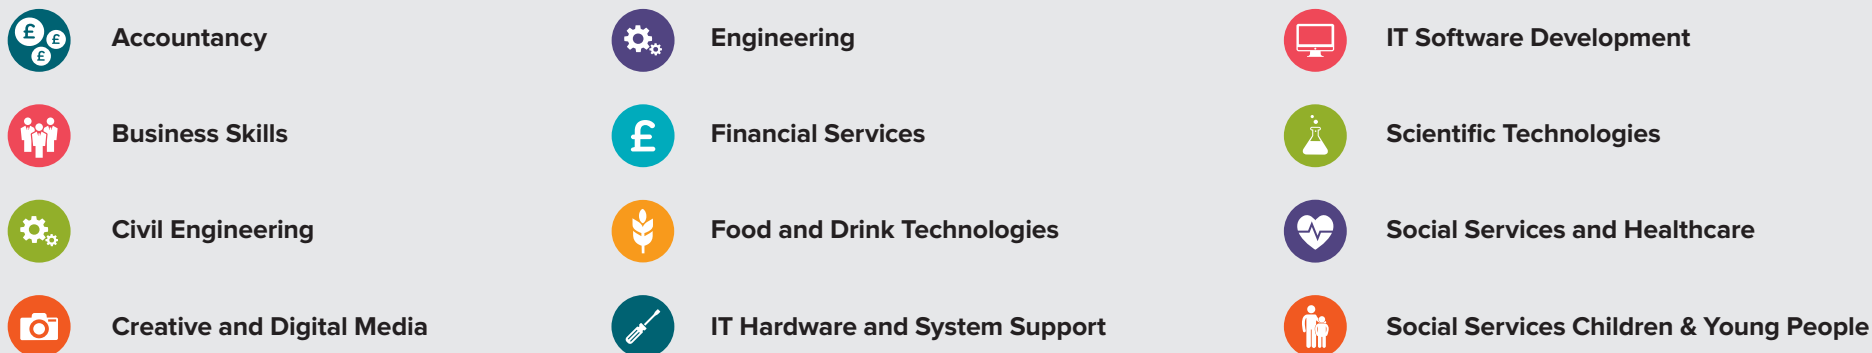 Accountancy
Business Skills
Civil Engineering
Creative and Digital Media
Engineering
Financial Services
Food and Drink Technologies
IT Hardware and System Support
IT Software Development
Scientific Technologies
Social Services and Healthcare
Social Services Children & Young People
£
£
£
£